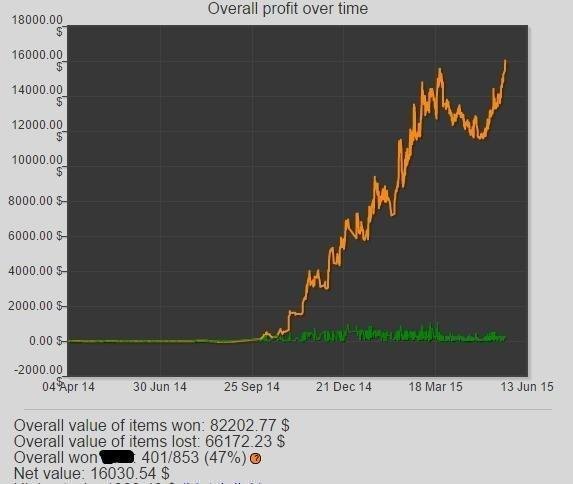 Overall profit over time
18000.00 $
16000.00 $
14000.00 $
12000.00 $
10000.00 $
8000.00 $
6000.00 $
4000.00 $
2000.00 $
0.00 $
-2000.00 $
04 Apr 14 30 Jun 14 25 Sep 14 21 Dec 14 18 Mar 15 13 Jun 15
Overall value of items won: 82202.77 $
Overall value of items lost: 66172.23 $
Overall won : 401/853 (47%) ?
Net value: 16030.54 $